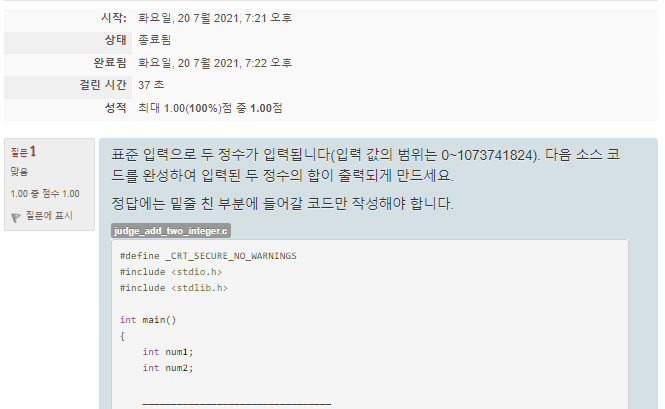 시작: 화요일, 20 7월 2021, 7:21 오후
상태 종료됨
완료됨 화요일, 20 7월 2021, 7:22 오후
걸린 시간 37 초
성적 최대 1.00(100%)점 중 1.00점
질문 1
맞음
1.00 중 점수 1.00
질문에 표시
표준 입력으로 두 정수가 입력됩니다(입력 값의 범위는 0~1073741824). 다음 소스 코
드를 완성하여 입력된 두 정수의 합이 출력되게 만드세요.
정답에는 밑줄 친 부분에 들어갈 코드만 작성해야 합니다.
judge_add_two_integer.c
#define _CRT_SECURE_NO_WARNINGS
#include <stdio.h>
#include <stdlib.h>
int main()
{
int num1;
int num2;
_________________________________